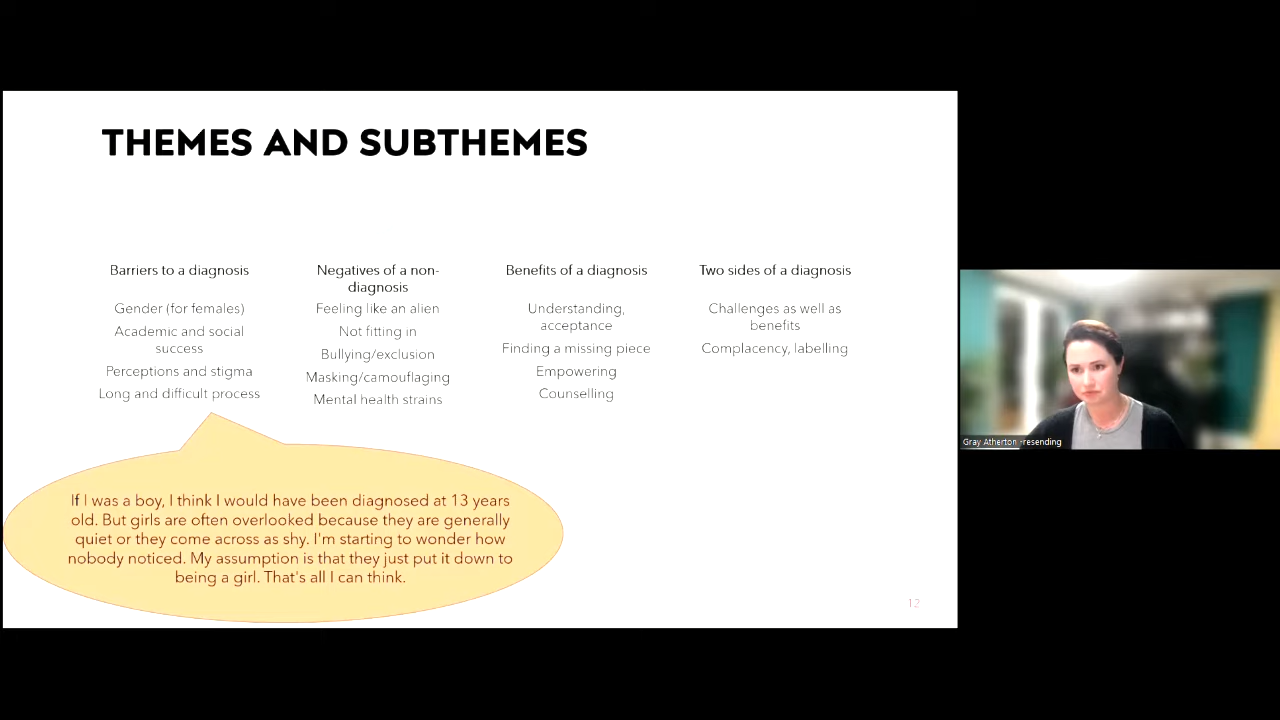 THEMES AND SUBTHEMES
Barriers to a diagnosis
Gender (for females)
Academic and social
success
Perceptions and stigma
Long and difficult process
Negatives of a non-
diagnosis
Feeling like an alien
Not fitting in
Bullying/exclusion
Masking/camouflaging
Mental health strains
Benefits of a diagnosis
Understanding,
acceptance
Finding a missing piece
Empowering
Counselling
Two sides of a diagnosis
Challenges as well as
benefits
Complacency, labelling
If I was a boy, I think I would have been diagnosed at 13 years
old. But girls are often overlooked because they are generally
quiet or they come across as shy. I'm starting to wonder how
nobody noticed. My assumption is that they just put it down to
being a girl. That's all I can think.
12
Gray Atherton